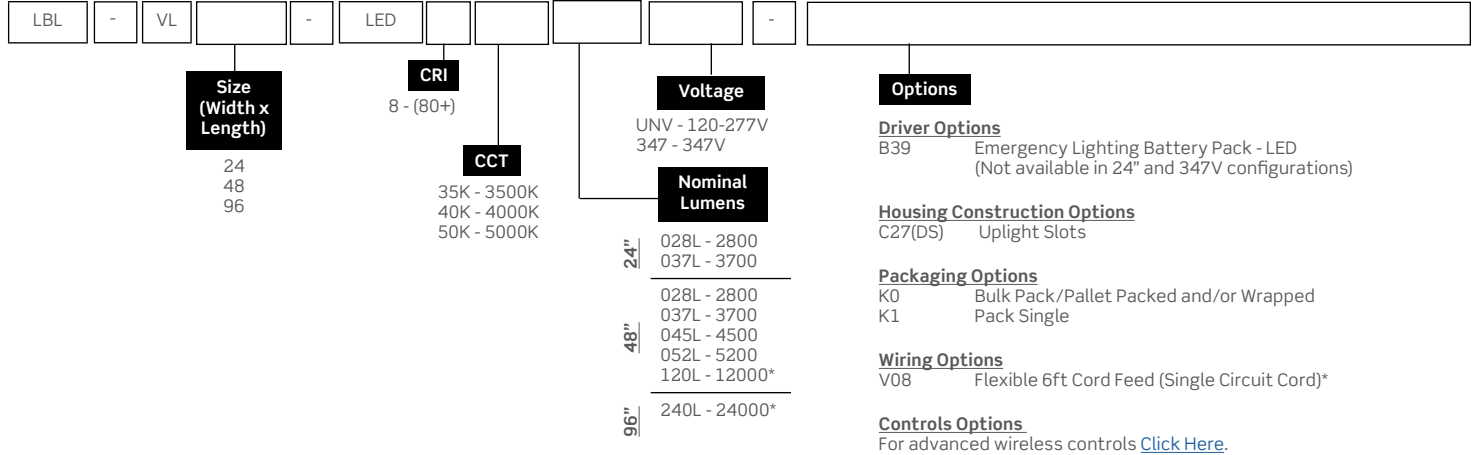 LBL - VL - LED -
Size
(Width x
Length)
24
48
96
CRI
8 - (80+)
CCT
35K - 3500K
40K - 4000K
50K - 5000K
Voltage
UNV - 120-277V
347 - 347V
Nominal
Lumens
24”
028L - 2800
037L - 3700
48”
028L - 2800
037L - 3700
045L - 4500
052L - 5200
120L - 12000*
96”
240L - 24000*
Options
Driver Options
B39 Emergency Lighting Battery Pack - LED
(Not available in 24” and 347V configurations)
Housing Construction Options
C27(DS) Uplight Slots
Packaging Options
K0 Bulk Pack/Pallet Packed and/or Wrapped
K1 Pack Single
Wiring Options
V08 Flexible 6ft Cord Feed (Single Circuit Cord)*
Controls Options
For advanced wireless controls Click Here.